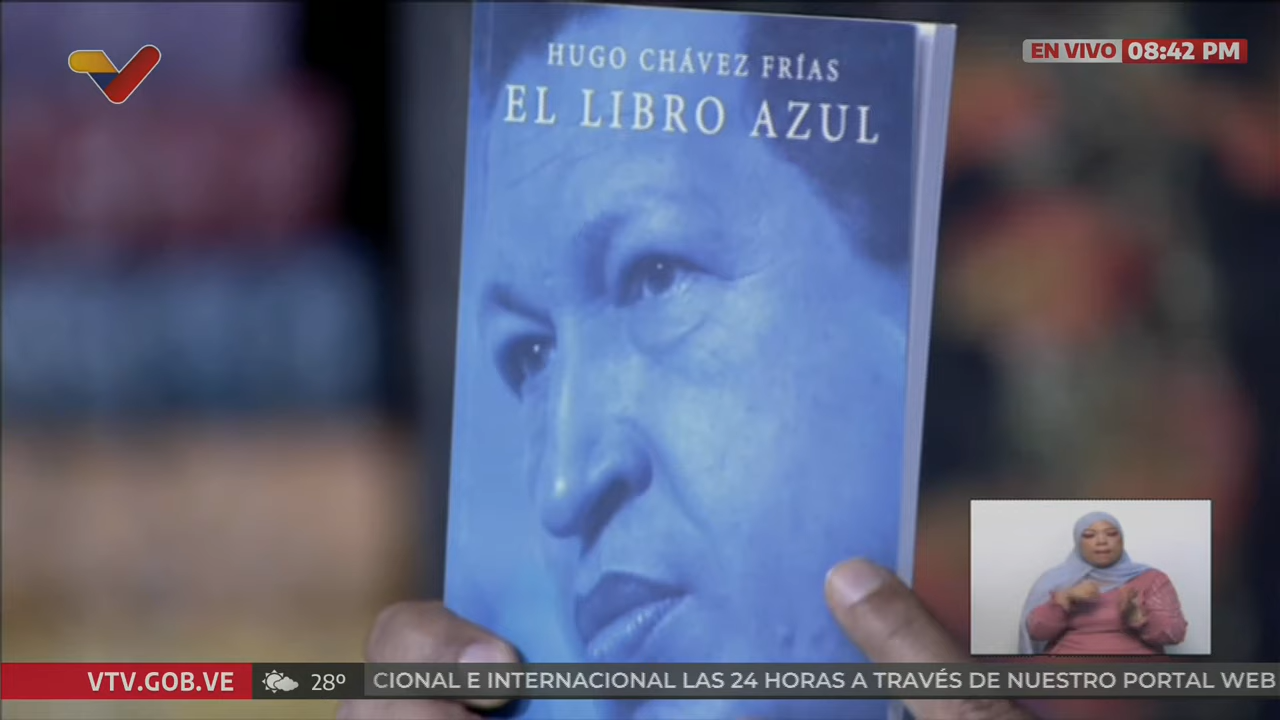 EN VIVO 08:42 PM
HUGO CHÁVEZ FRÍAS
EL LIBRO AZUL
VTV.GOB.VE 28º CIONAL E INTERNACIONAL LAS 24 HORAS A TRAVÉS DE NUESTRO PORTAL WEB